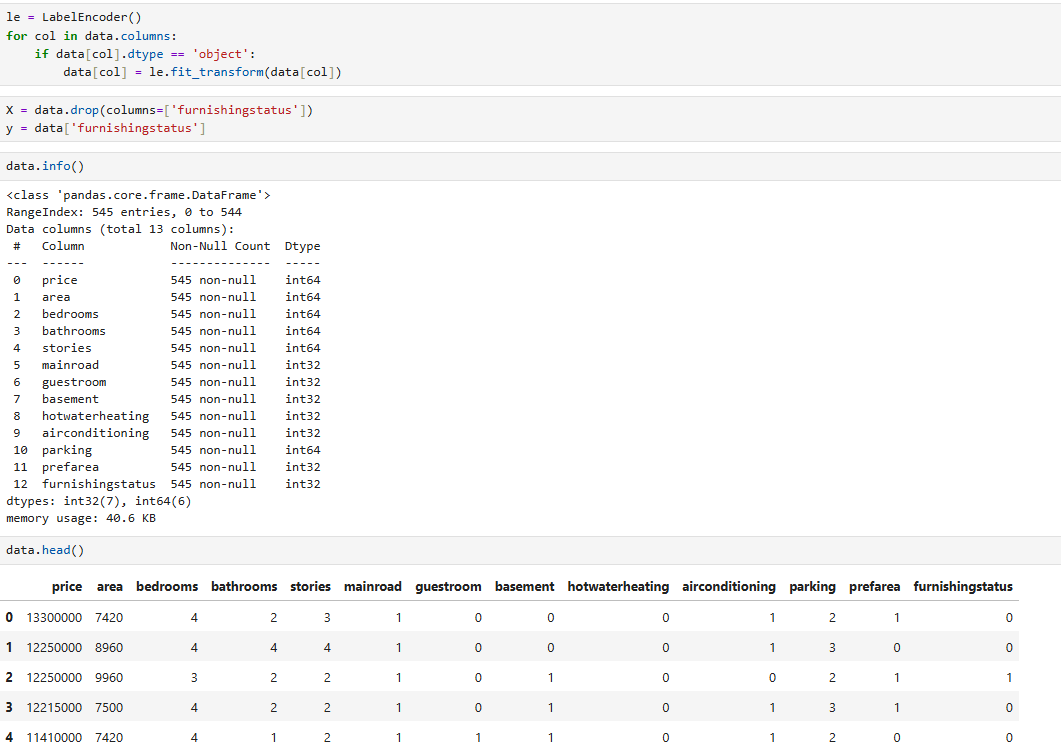 le = LabelEncoder()
for col in data.columns:
    if data[col].dtype == 'object':
        data[col] = le.fit_transform(data[col])
X = data.drop(columns=['furnishingstatus'])
y = data['furnishingstatus']
data.info()
<class 'pandas.core.frame.DataFrame'>
RangeIndex: 545 entries, 0 to 544
Data columns (total 13 columns):
 #   Column            Non-Null Count  Dtype
---  ------            --------------  -----
 0   price             545 non-null    int64
 1   area              545 non-null    int64
 2   bedrooms          545 non-null    int64
 3   bathrooms         545 non-null    int64
 4   stories           545 non-null    int64
 5   mainroad          545 non-null    int32
 6   guestroom         545 non-null    int32
 7   basement          545 non-null    int32
 8   hotwaterheating   545 non-null    int32
 9   airconditioning   545 non-null    int32
 10  parking           545 non-null    int64
 11  prefarea          545 non-null    int32
 12  furnishingstatus  545 non-null    int32
dtypes: int32(7), int64(6)
memory usage: 40.6 KB
data.head()
price area bedrooms bathrooms stories mainroad guestroom basement hotwaterheating airconditioning parking prefarea furnishingstatus
0 13300000 7420 4 2 3 1 0 0 0 1 2 1 0
1 12250000 8960 4 4 4 1 0 0 0 1 3 0 0
2 12250000 9960 3 2 2 1 0 1 0 0 2 1 1
3 12215000 7500 4 2 2 1 0 1 0 1 3 1 0
4 11410000 7420 4 1 2 1 1 1 0 1 2 0 0